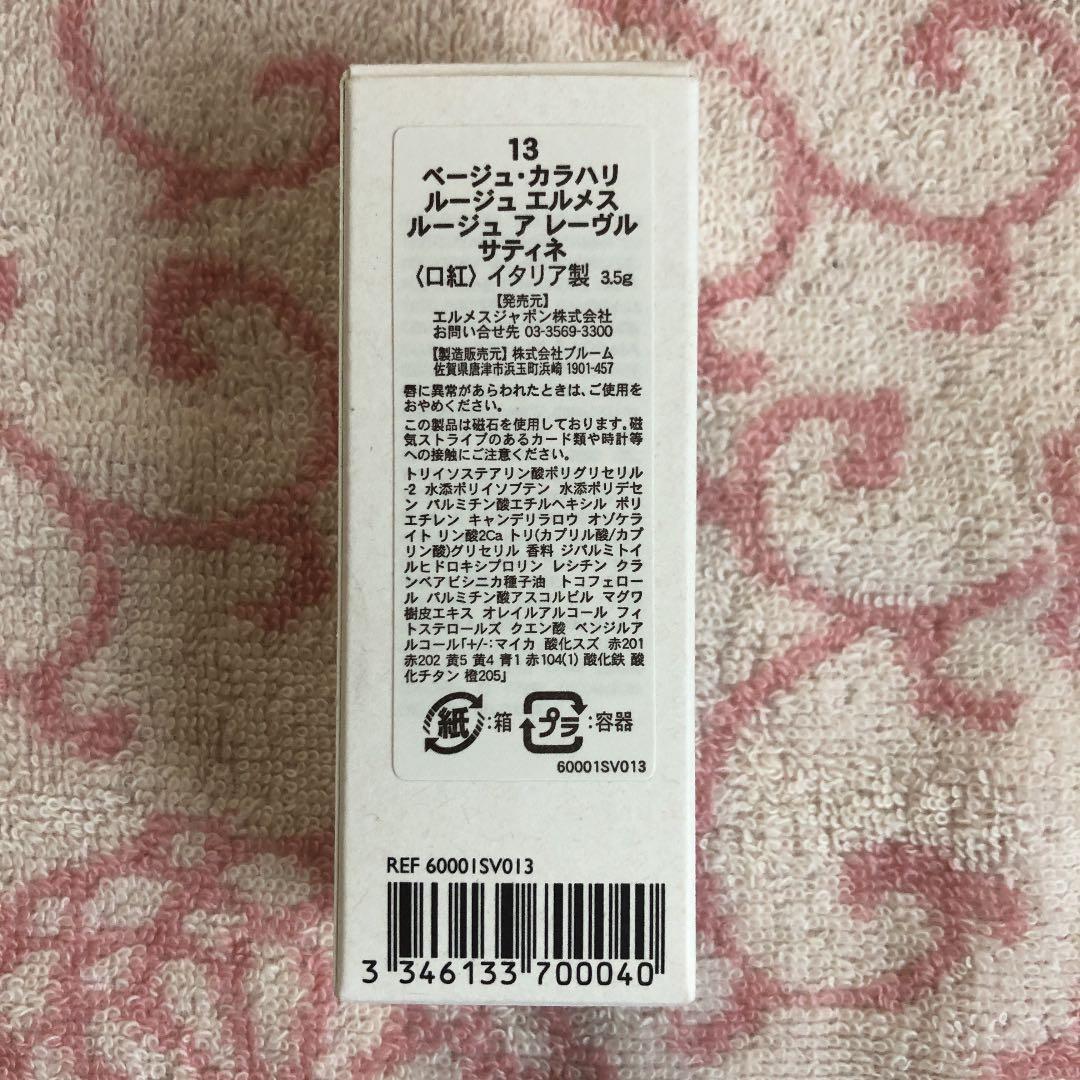 13
ベージュ・カラハリ
ルージュ エルメス
ルージュ ア レーヴル
サティネ
〈口紅〉イタリア製 3.5g
【発売元】
エルメスジャポン株式会社
お問い合せ先 03-3569-3300
【製造販売元】株式会社ブルーム
佐賀県唐津市浜玉町浜崎 1901-457
唇に異常があらわれたときは、ご使用を
おやめください。
この製品は磁石を使用しております。磁
気ストライプのあるカード類や時計等
への接触にご注意ください。
トリイソステアリン酸ポリグリセリル
-2 水添ポリイソブテン 水添ポリデセ
ン パルミチン酸エチルヘキシル ポリ
エチレン キャンデリラロウ オゾケラ
イト リン酸2Ca トリ(カプリル酸/カプ
リン酸)グリセリル 香料 ジパルミトイ
ルヒドロキシプロリン レシチン クラ
ンベアビシニカ種子油 トコフェロー
ル パルミチン酸アスコルビル マグワ
樹皮エキス オレイルアルコール フィ
トステロールズ クエン酸 ベンジルア
ルコール「+/-:マイカ 酸化スズ 赤201
赤202 黄5 黄4 青1 赤104(1) 酸化鉄 酸
化チタン 橙205」
紙 :箱 プラ :容器
60001SV013
REF 60001SV013
3 346133 700040